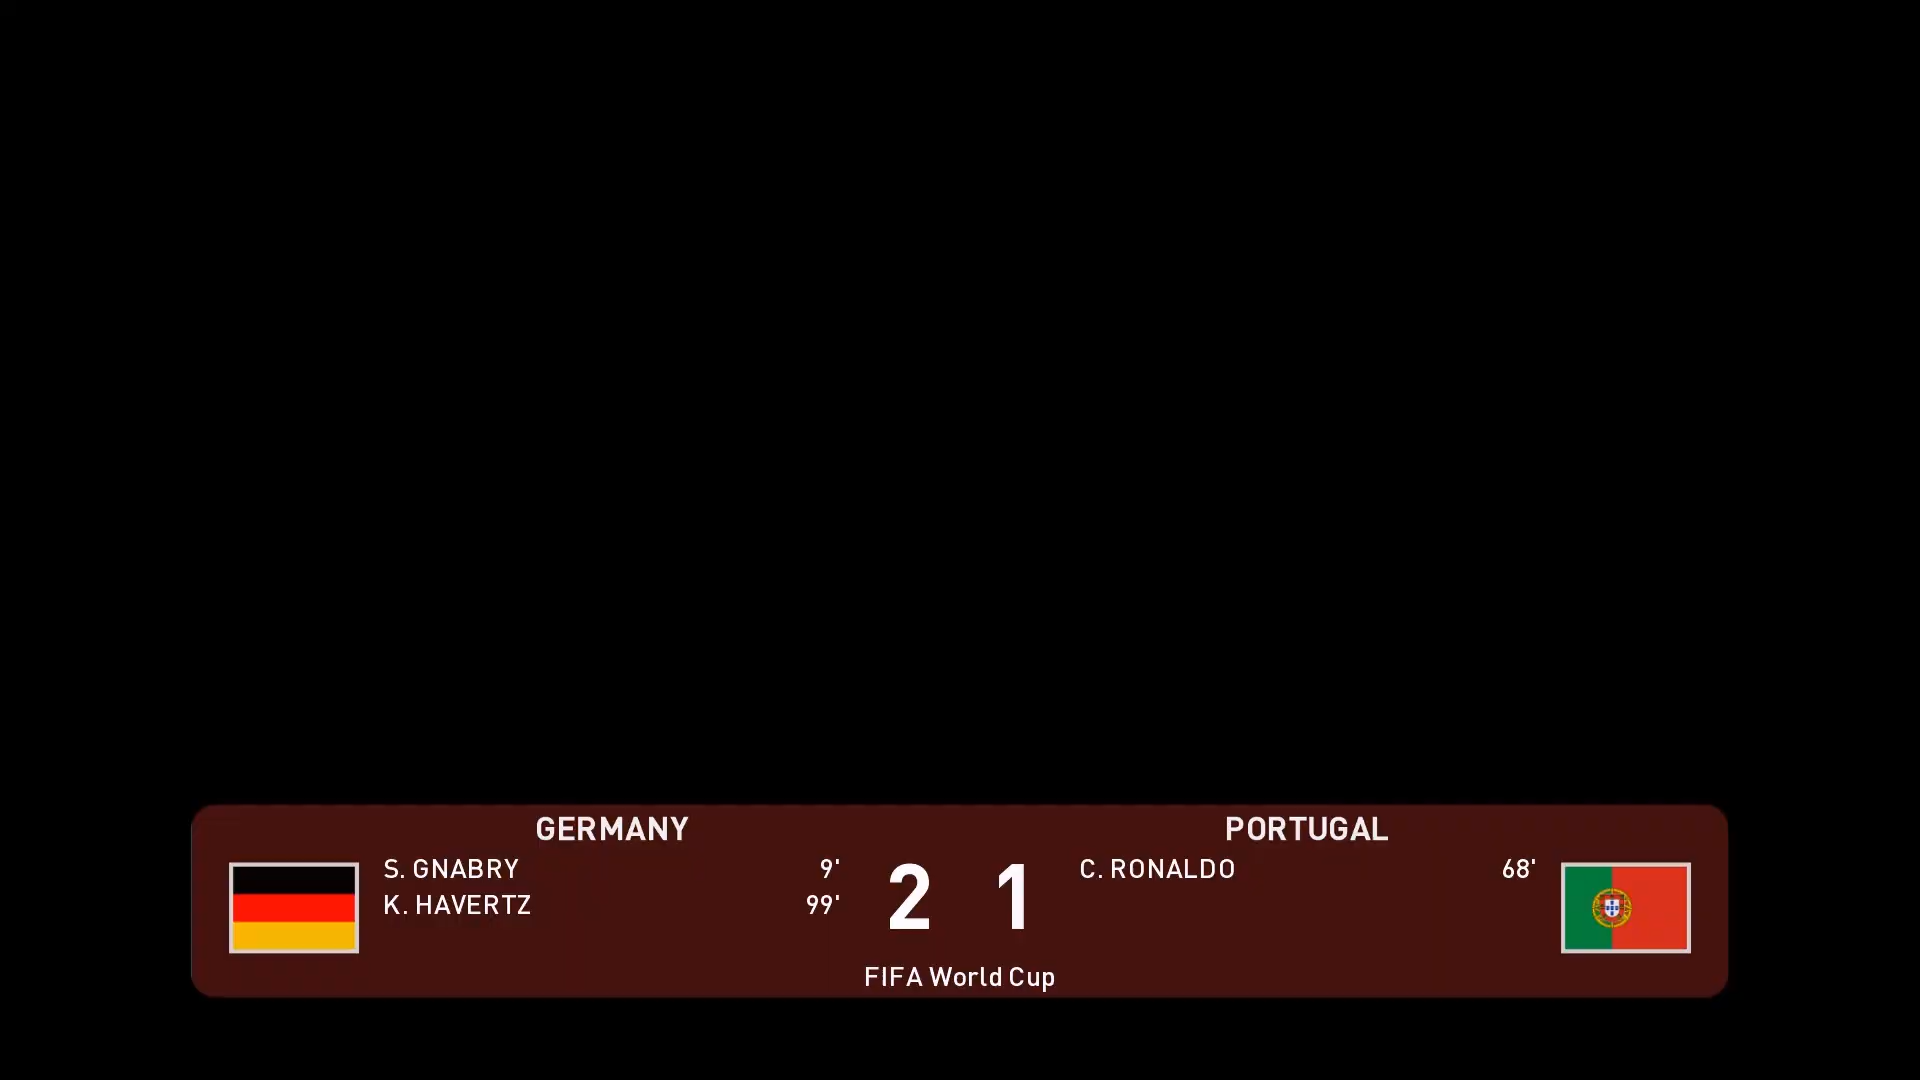 GERMANY
S. GNABRY 9'
K. HAVERTZ 99'
2 1
PORTUGAL
C. RONALDO 68'
FIFA World Cup